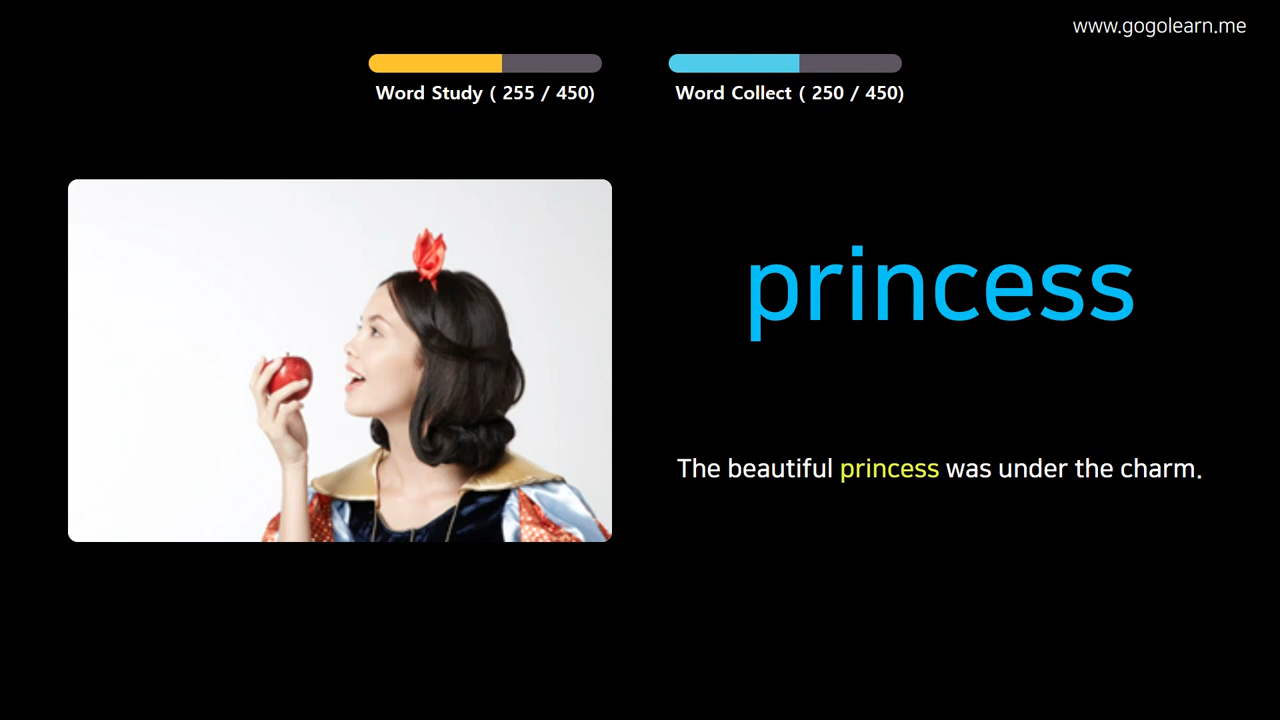 www.gogolearn.me
Word Study ( 255 / 450)
Word Collect ( 250 / 450)
princess
The beautiful princess was under the charm.